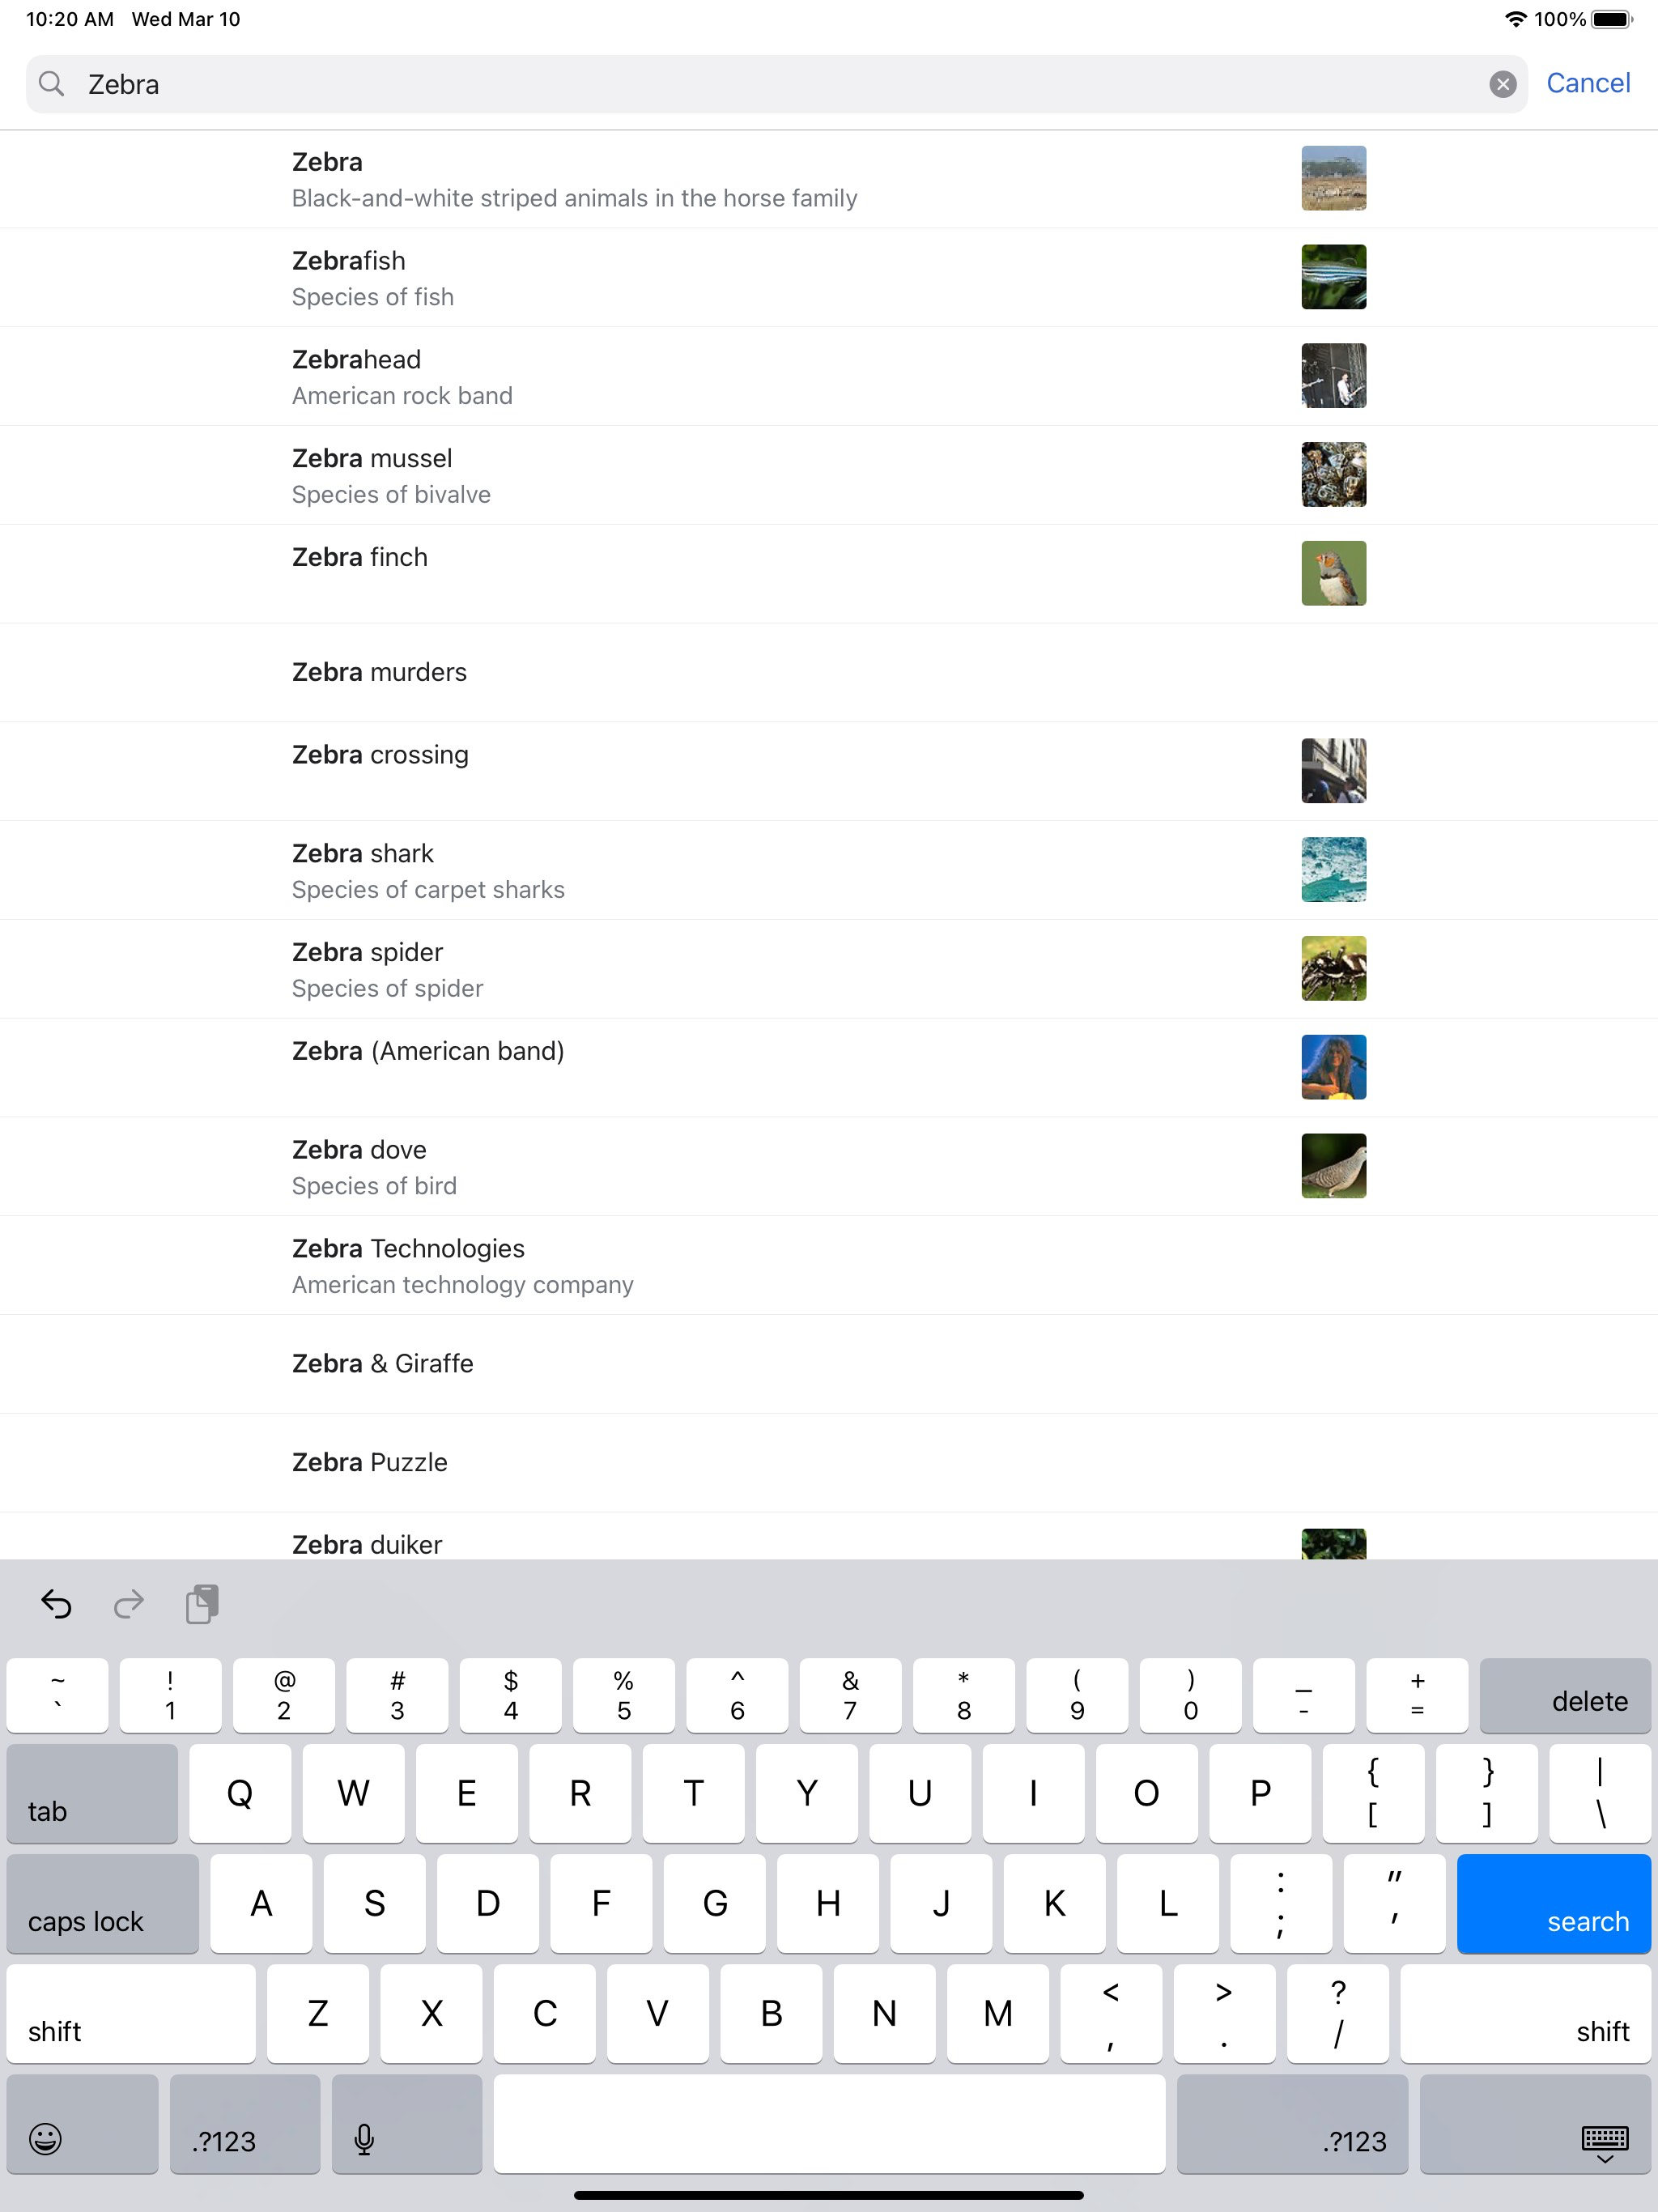 10:20 AM Wed Mar 10
100%
Zebra
Cancel
Zebra
Black-and-white striped animals in the horse family
Zebrafish
Species of fish
Zebrahead
American rock band
Zebra mussel
Species of bivalve
Zebra finch
Zebra murders
Zebra crossing
Zebra shark
Species of carpet sharks
Zebra spider
Species of spider
Zebra (American band)
Zebra dove
Species of bird
Zebra Technologies
American technology company
Zebra & Giraffe
Zebra Puzzle
Zebra duiker
~ ! @ # $ % ^ & * ( ) _ +
` 1 2 3 4 5 6 7 8 9 0 - = delete
tab Q W E R T Y U I O P { [ } ] | \
caps lock A S D F G H J K L : ; " ' search
shift Z X C V B N M < , > . ? / shift
.?123 .?123